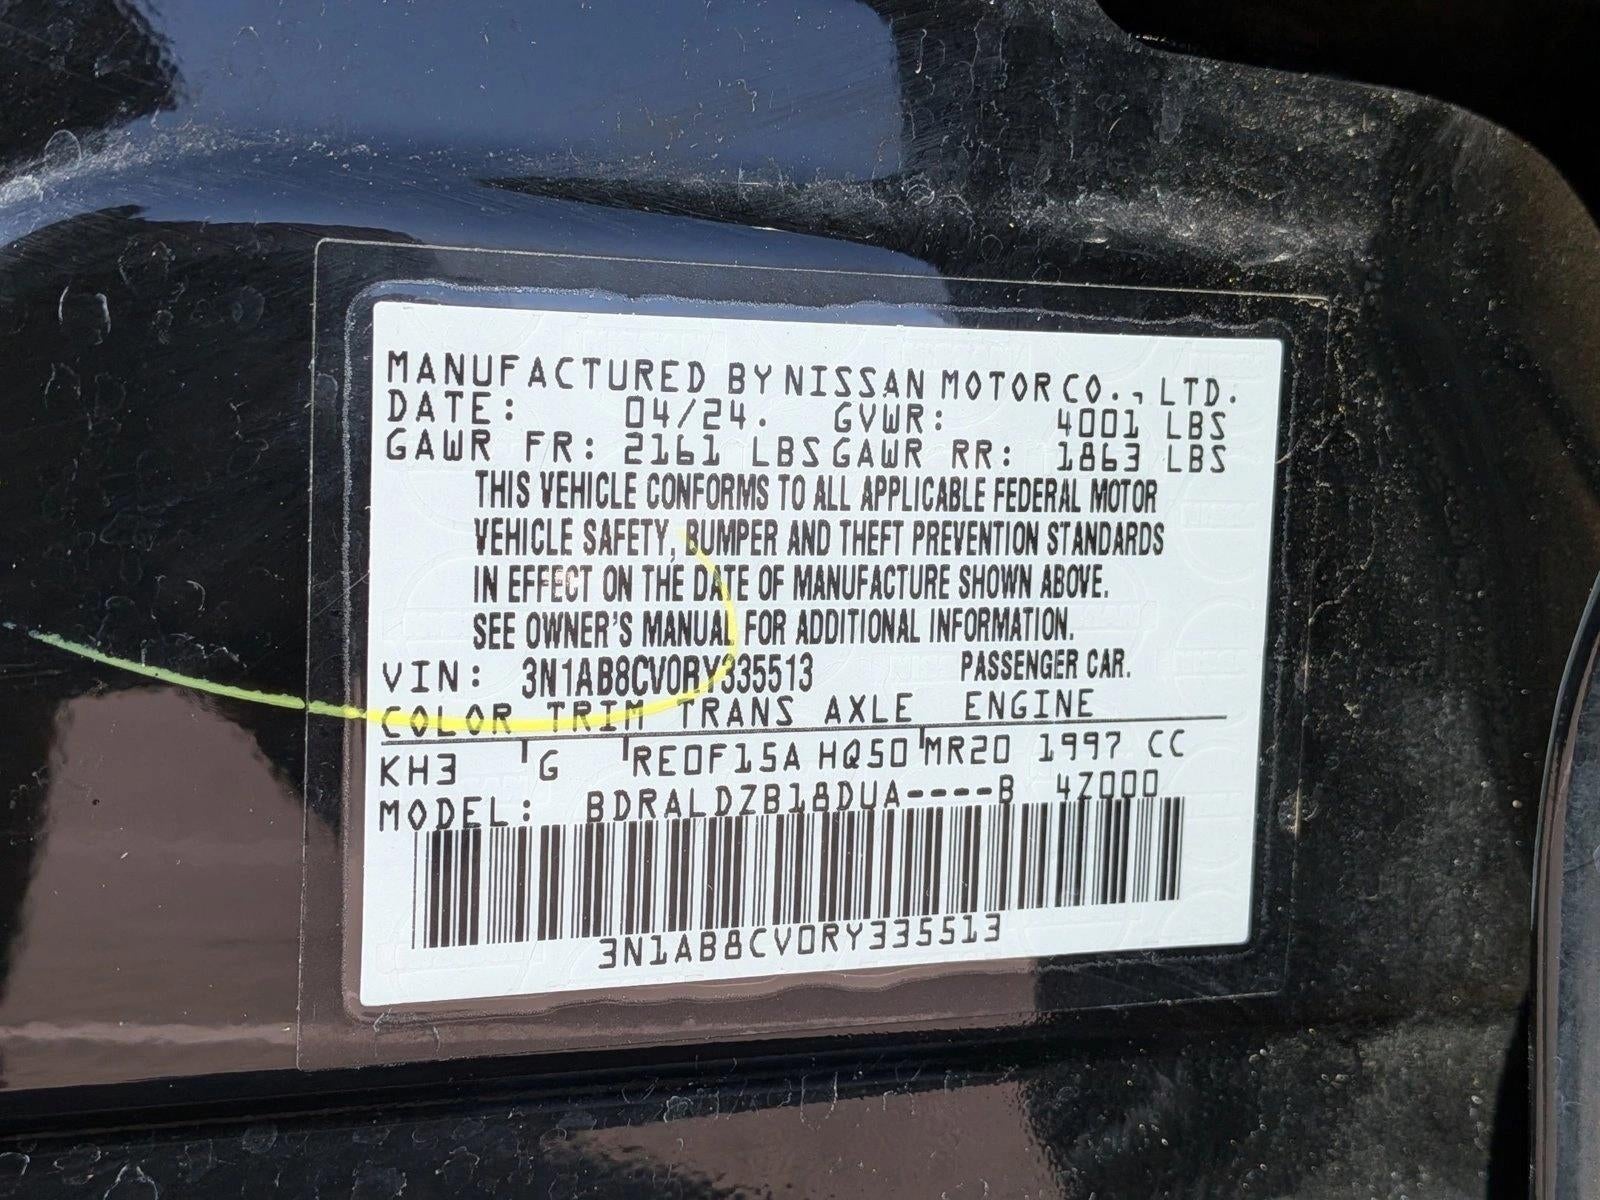 MANUFACTURED BY NISSAN MOTOR CO., LTD.
DATE: 04/24. GVWR: 4001 LBS
GAWR FR: 2161 LBS GAWR RR: 1863 LBS
THIS VEHICLE CONFORMS TO ALL APPLICABLE FEDERAL MOTOR
VEHICLE SAFETY, BUMPER AND THEFT PREVENTION STANDARDS
IN EFFECT ON THE DATE OF MANUFACTURE SHOWN ABOVE.
SEE OWNER'S MANUAL FOR ADDITIONAL INFORMATION.
VIN: 3N1AB8CV0RY335513 PASSENGER CAR.
COLOR TRIM TRANS AXLE ENGINE
KH3 G RE0F15A HQ50 MR20 1997 CC
MODEL: BDRALDZB18DUA----B 4Z000
3N1AB8CV0RY335513